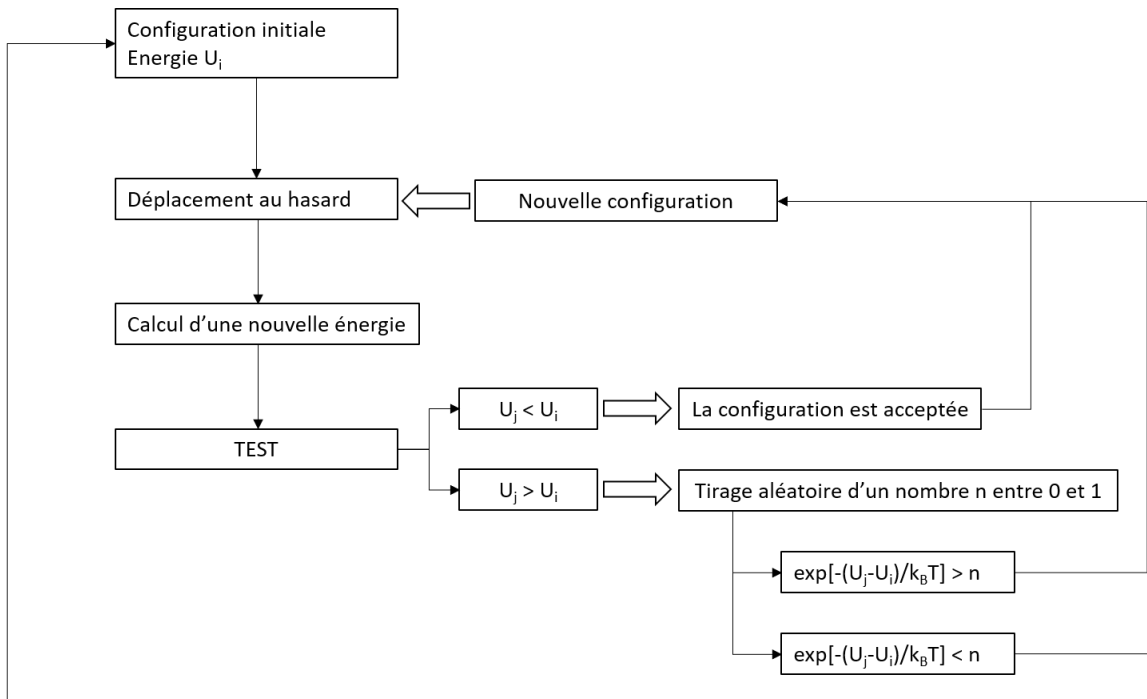 Configuration initiale
Energie Uᵢ
Déplacement au hasard
Nouvelle configuration
Calcul d’une nouvelle énergie
TEST
Uⱼ < Uᵢ
La configuration est acceptée
Uⱼ > Uᵢ
Tirage aléatoire d’un nombre n entre 0 et 1
exp[-(Uⱼ-Uᵢ)/k_BT] > n
exp[-(Uⱼ-Uᵢ)/k_BT] < n